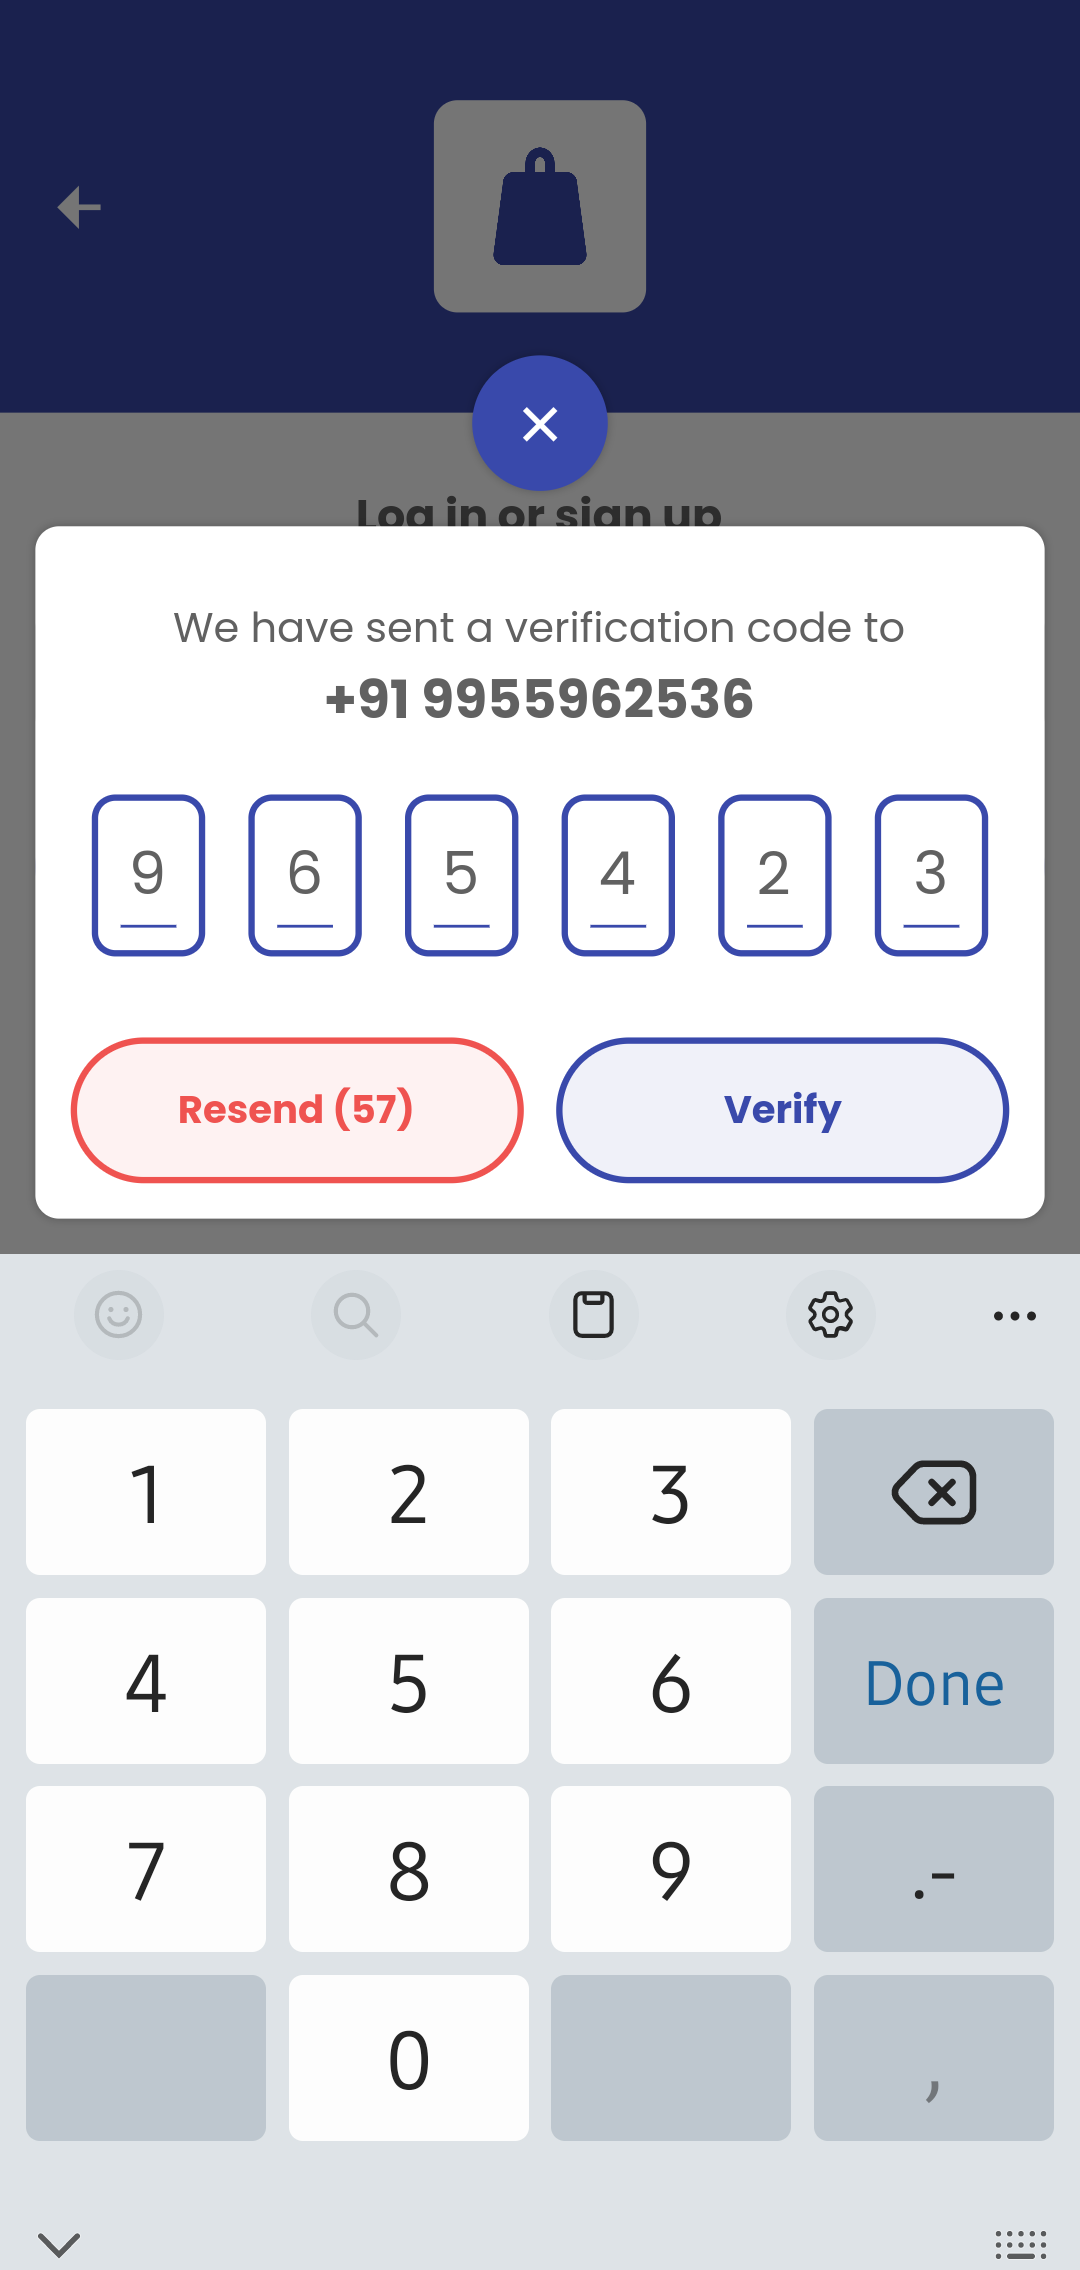 Log in or sign up
We have sent a verification code to
+91 9955962536
9 6 5 4 2 3
Resend (57) Verify
1 2 3
4 5 6 Done
7 8 9 .-
0 ,